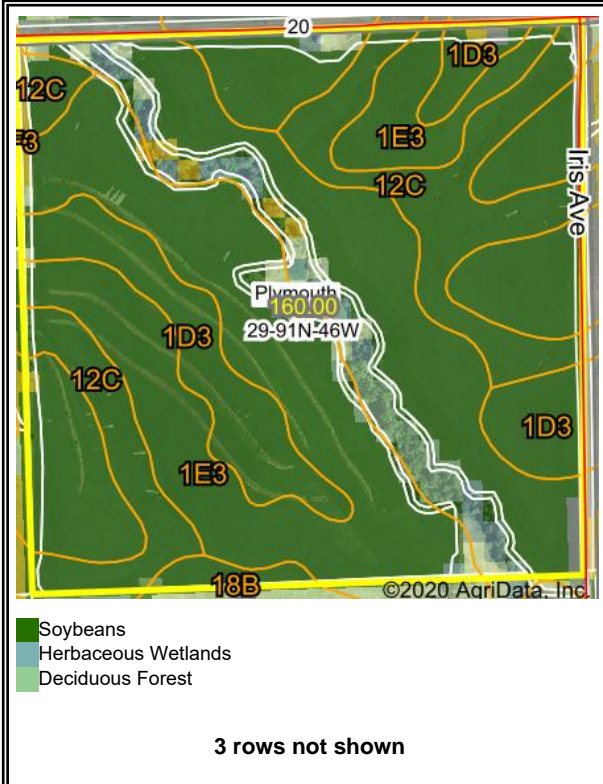 20
1D3
12C
F3
1E3
12C
Iris Ave
Plymouth
160.00
29-91N-46W
1D3
12C
1D3
1E3
18B
©2020 AgriData, Inc.
Soybeans
Herbaceous Wetlands
Deciduous Forest
3 rows not shown